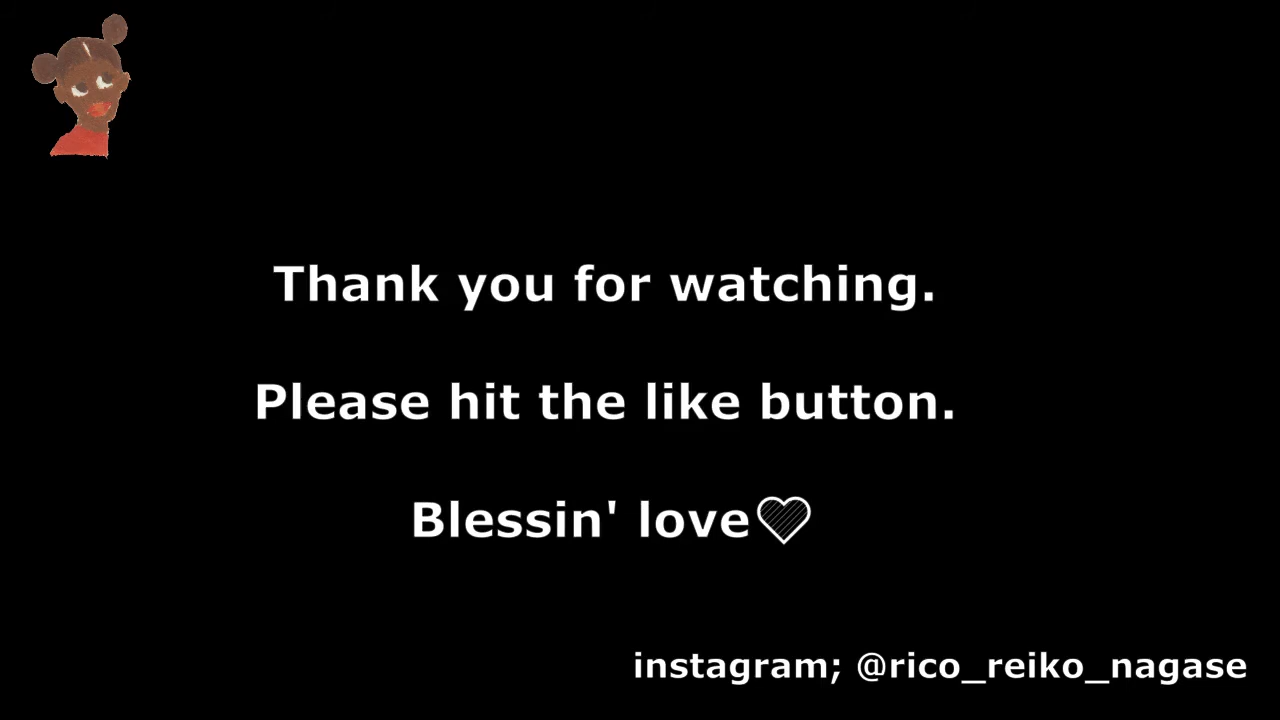 Thank you for watching.
Please hit the like button.
Blessin' love♡
instagram; @rico_reiko_nagase